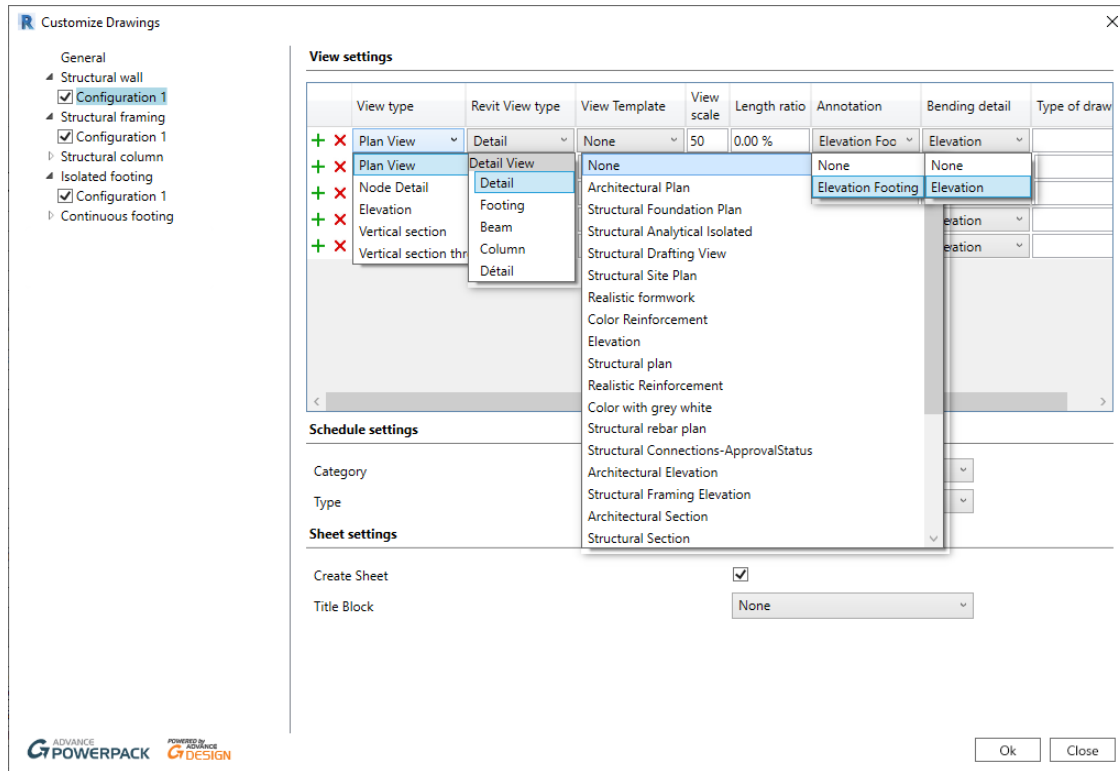 Customize Drawings
General
Structural wall
Configuration 1
Structural framing
Configuration 1
Structural column
Isolated footing
Configuration 1
Continuous footing
View settings
View type Revit View type View Template View scale Length ratio Annotation Bending detail Type of draw
Plan View Detail None 50 0.00 % Elevation Foo Elevation
Plan View
Node Detail
Elevation
Vertical section
Vertical section thr
Detail View
Detail
Footing
Beam
Column
Détail
None
Architectural Plan
Structural Foundation Plan
Structural Analytical Isolated
Structural Drafting View
Structural Site Plan
Realistic formwork
Color Reinforcement
Elevation
Structural plan
Realistic Reinforcement
Color with grey white
Structural rebar plan
Structural Connections-ApprovalStatus
Architectural Elevation
Structural Framing Elevation
Architectural Section
Structural Section
None
Elevation Footing
None
Elevation
eation
eation
Schedule settings
Category
Type
Sheet settings
Create Sheet
Title Block None
ADVANCE
POWERPACK
POWERED by
ADVANCE
DESIGN
Ok Close